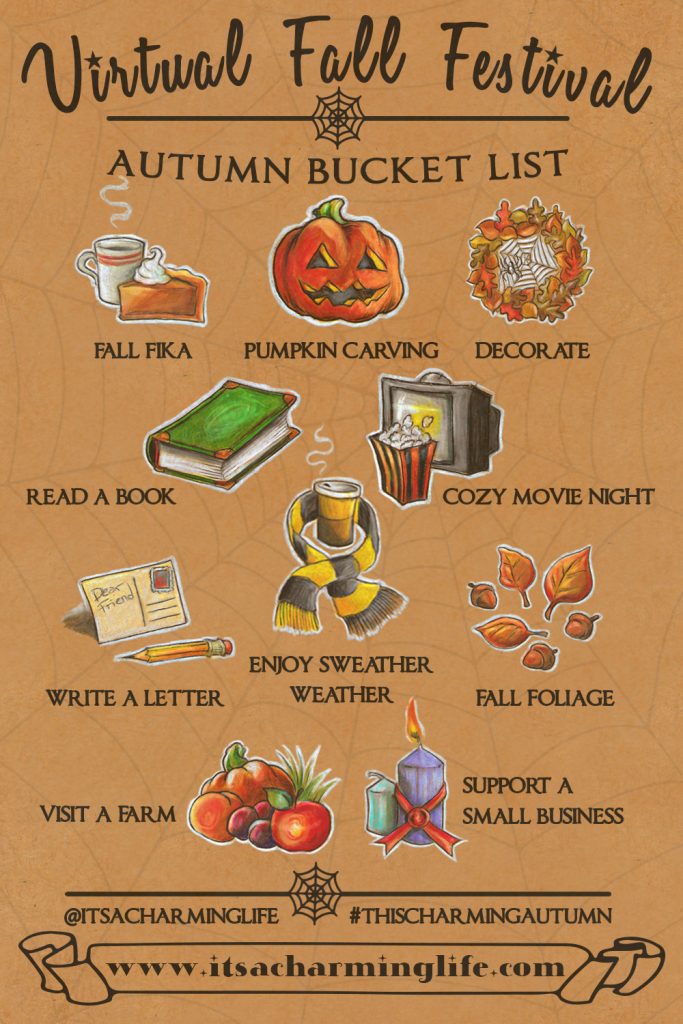 Virtual Fall Festival
AUTUMN BUCKET LIST
FALL FIKA
PUMPKIN CARVING
DECORATE
READ A BOOK
COZY MOVIE NIGHT
Dear
friend
WRITE A LETTER
ENJOY SWEATHER
WEATHER
FALL FOLIAGE
VISIT A FARM
SUPPORT A
SMALL BUSINESS
@ITSACHARMINGLIFE
#THISCHARMINGAUTUMN
www.itsacharminglife.com